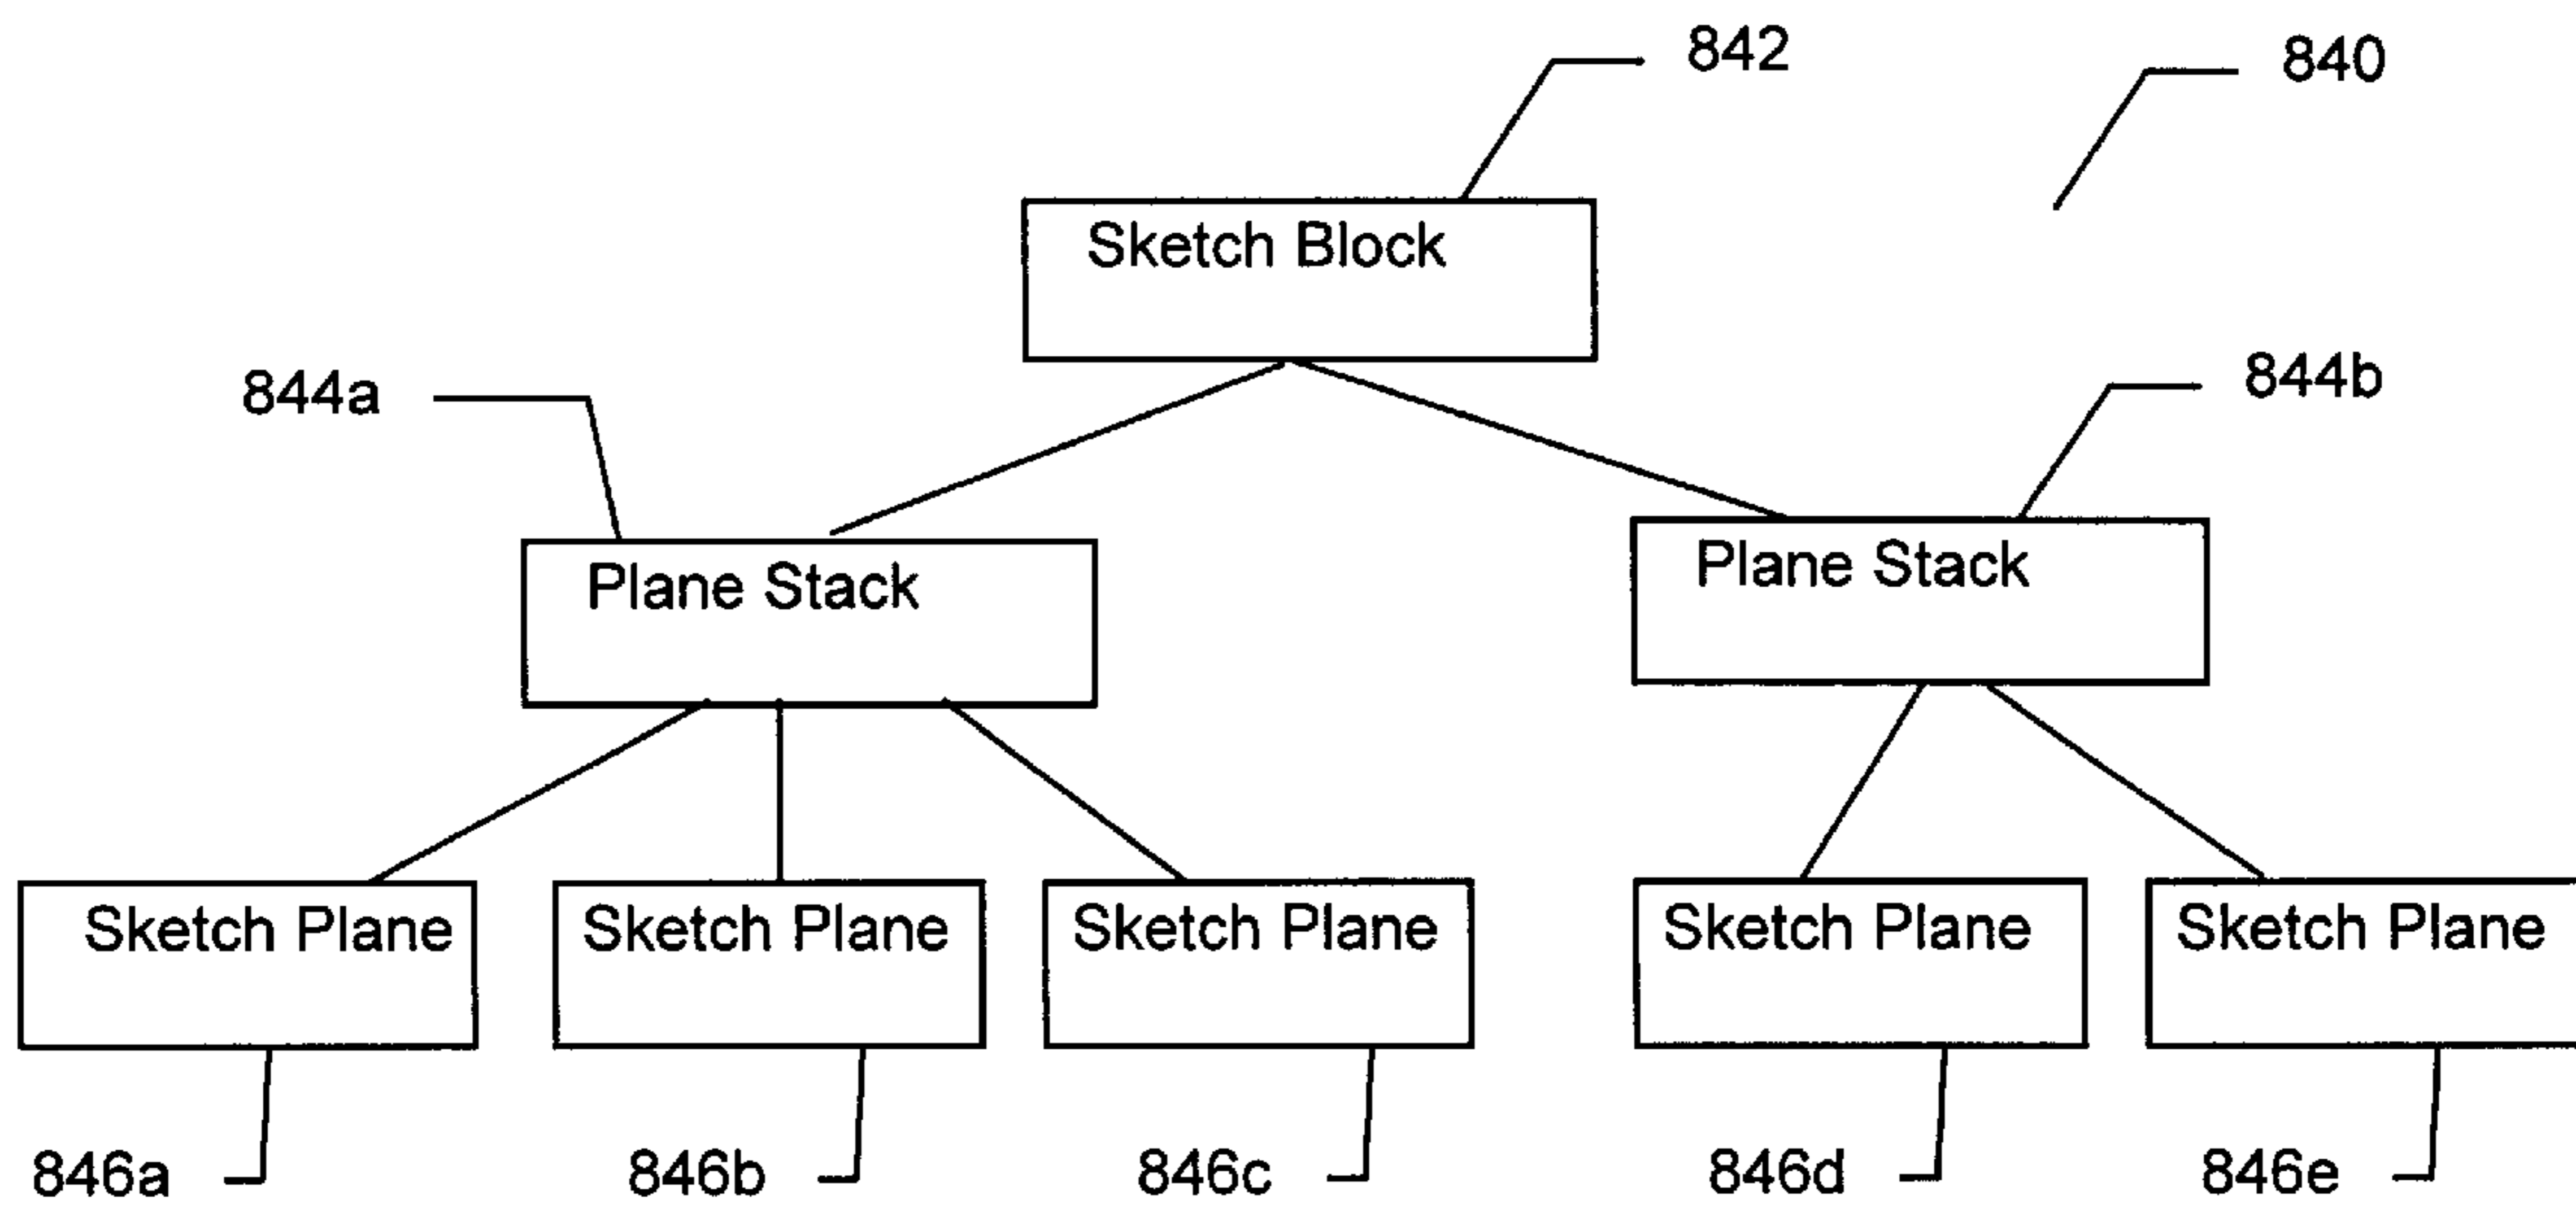 842
840
Sketch Block
844a
844b
Plane Stack
Plane Stack
Sketch Plane
Sketch Plane
Sketch Plane
Sketch Plane
Sketch Plane
846a
846b
846c
846d
846e